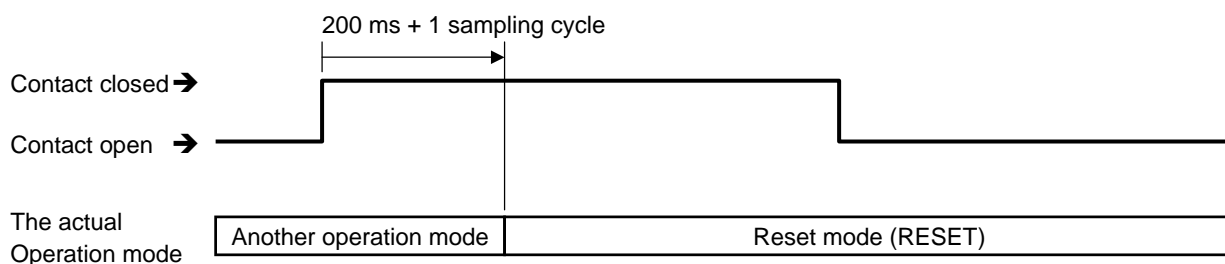 200 ms + 1 sampling cycle
Contact closed ➔
Contact open ➔
The actual
Operation mode
Another operation mode
Reset mode (RESET)